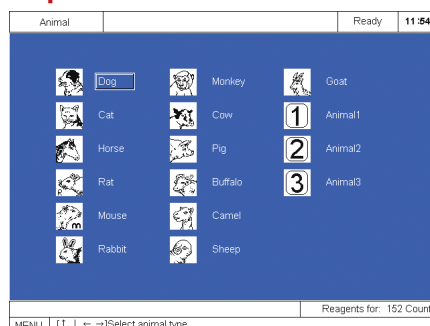 Animal Ready 11:54
Dog Monkey Goat
Cat Cow 1 Animal1
Horse Pig 2 Animal2
R Rat Buffalo 3 Animal3
m Mouse Camel
Rabbit Sheep
Reagents for: 152 Count
MENU [↑ ↓ ← →]Select animal type